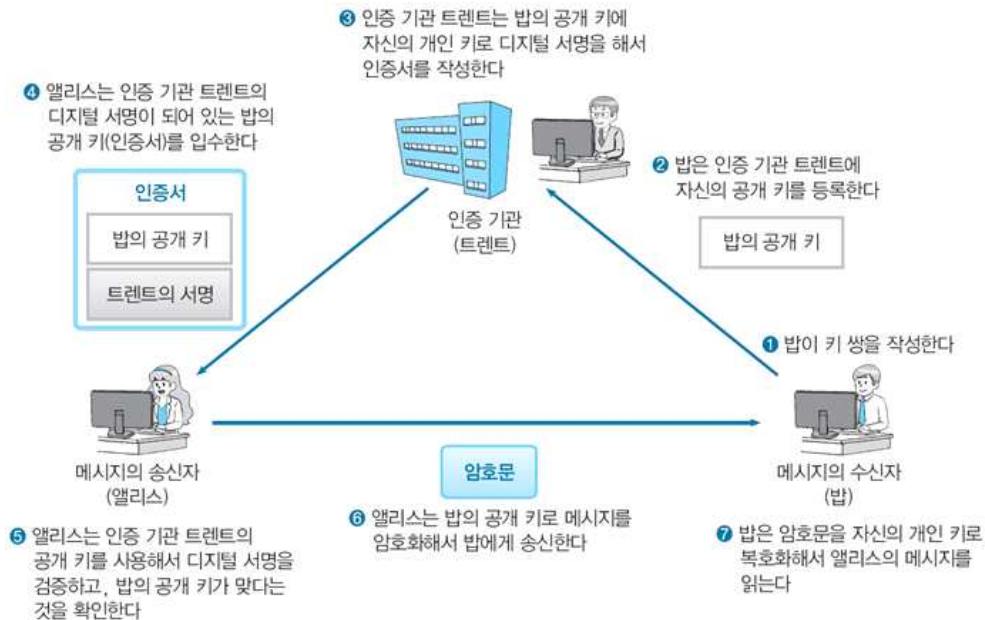 ❸ 인증 기관 트렌트는 밥의 공개 키에
자신의 개인 키로 디지털 서명을 해서
인증서를 작성한다
❹ 앨리스는 인증 기관 트렌트의
디지털 서명이 되어 있는 밥의
공개 키(인증서)를 입수한다
인증서
밥의 공개 키
트렌트의 서명
인증 기관
(트렌트)
❷ 밥은 인증 기관 트렌트에
자신의 공개 키를 등록한다
밥의 공개 키
❶ 밥이 키 쌍을 작성한다
메시지의 송신자
(앨리스)
암호문
메시지의 수신자
(밥)
❺ 앨리스는 인증 기관 트렌트의
공개 키를 사용해서 디지털 서명을
검증하고, 밥의 공개 키가 맞다는
것을 확인한다
❻ 앨리스는 밥의 공개 키로 메시지를
암호화해서 밥에게 송신한다
❼ 밥은 암호문을 자신의 개인 키로
복호화해서 앨리스의 메시지를
읽는다